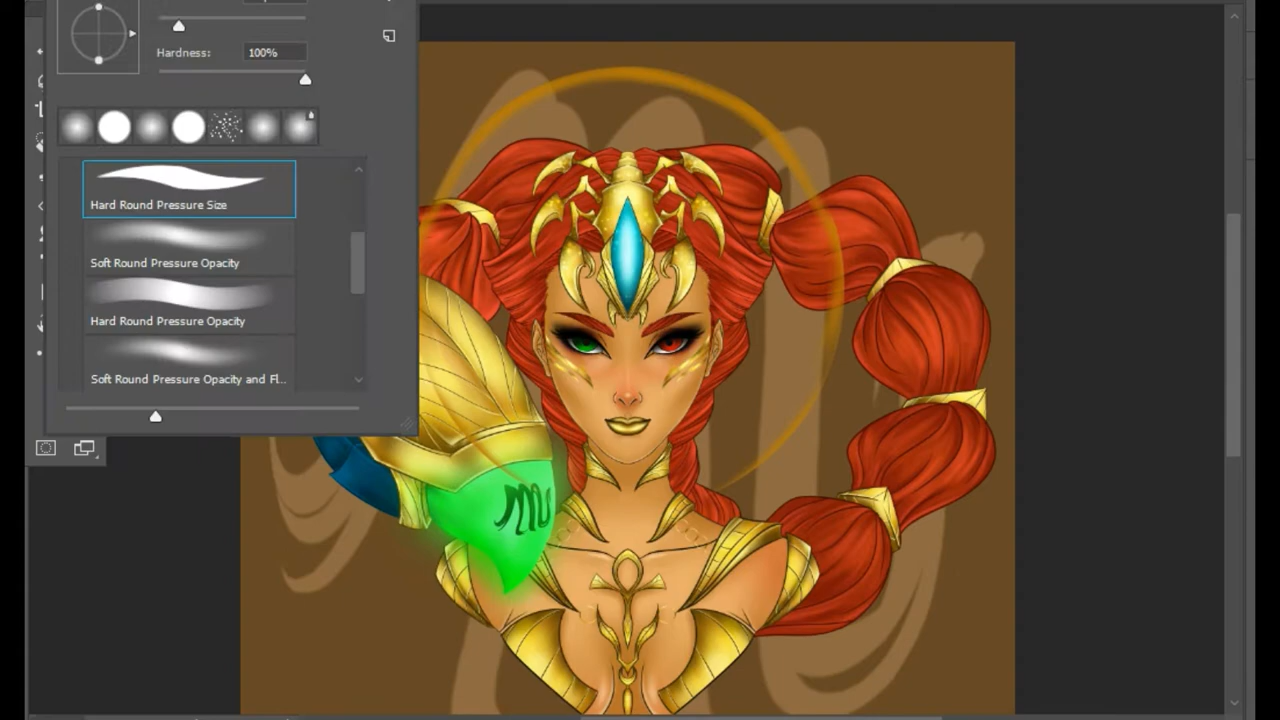 Hardness: 100%
Hard Round Pressure Size
Soft Round Pressure Opacity
Hard Round Pressure Opacity
Soft Round Pressure Opacity and Fl...